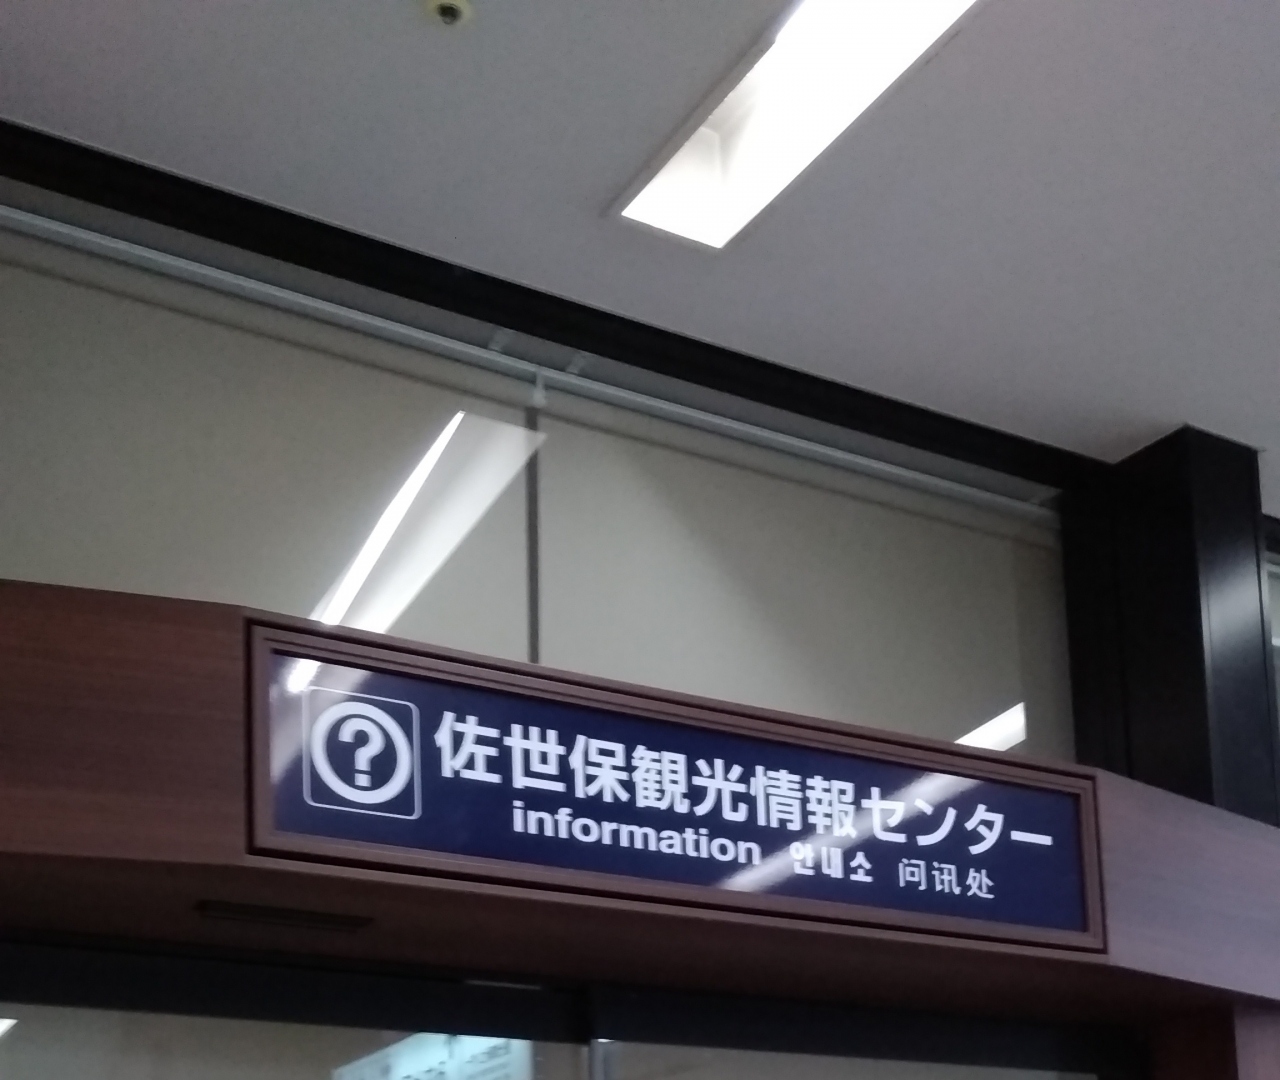 ? 佐世保観光情報センター
information 안내소 问讯处